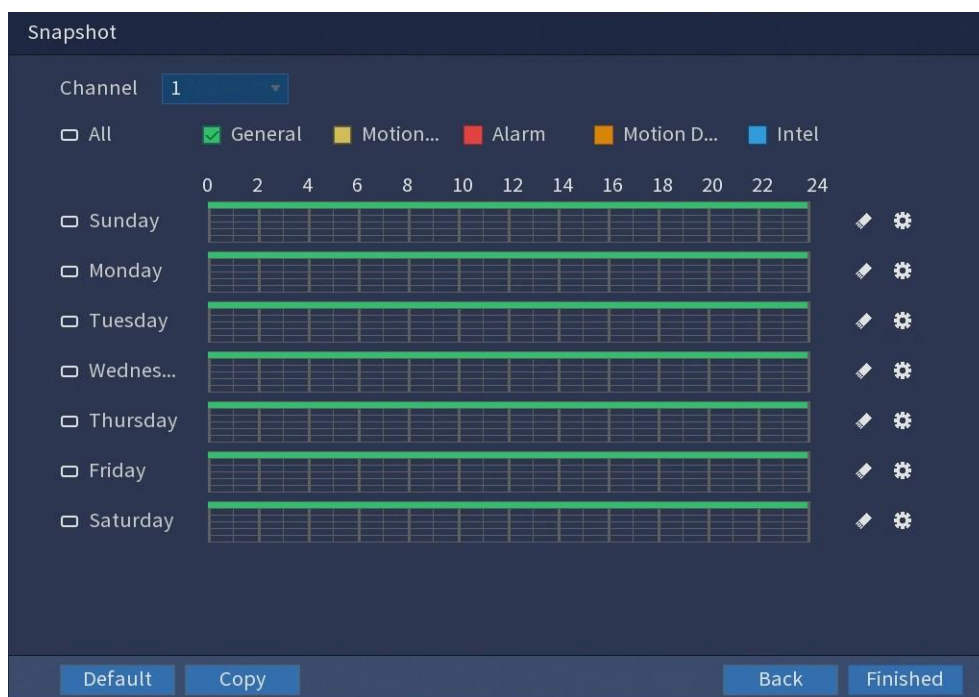 Snapshot
Channel 1
All General Motion... Alarm Motion D... Intel
0 2 4 6 8 10 12 14 16 18 20 22 24
Sunday
Monday
Tuesday
Wednes...
Thursday
Friday
Saturday
Default Copy Back Finished